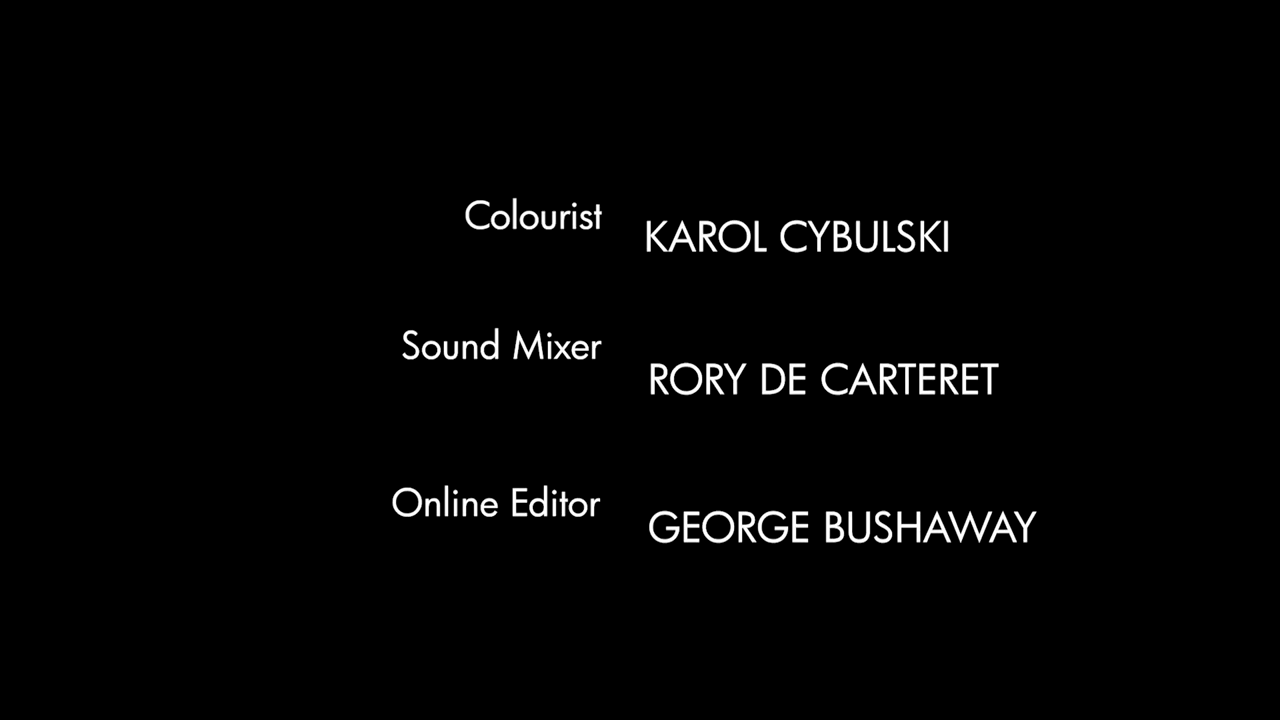 Colourist
KAROL CYBULSKI
Sound Mixer
RORY DE CARTERET
Online Editor
GEORGE BUSHAWAY